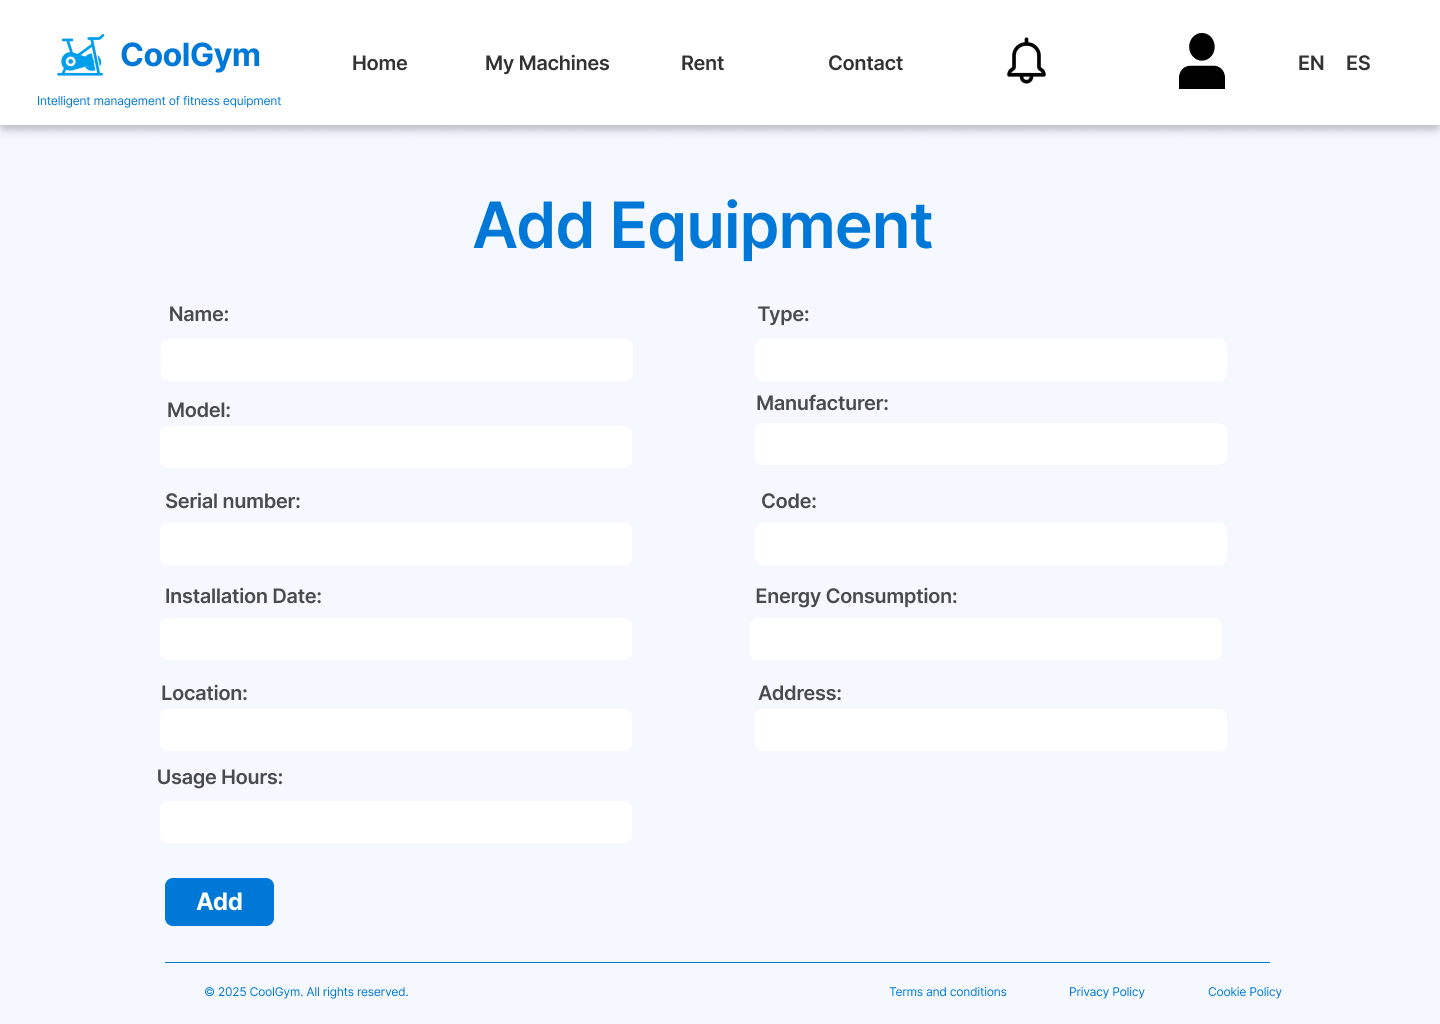 CoolGym
Intelligent management of fitness equipment
Home
My Machines
Rent
Contact
EN
ES
Add Equipment
Name:
Type:
Model:
Manufacturer:
Serial number:
Code:
Installation Date:
Energy Consumption:
Location:
Address:
Usage Hours:
Add
© 2025 CoolGym. All rights reserved.
Terms and conditions
Privacy Policy
Cookie Policy